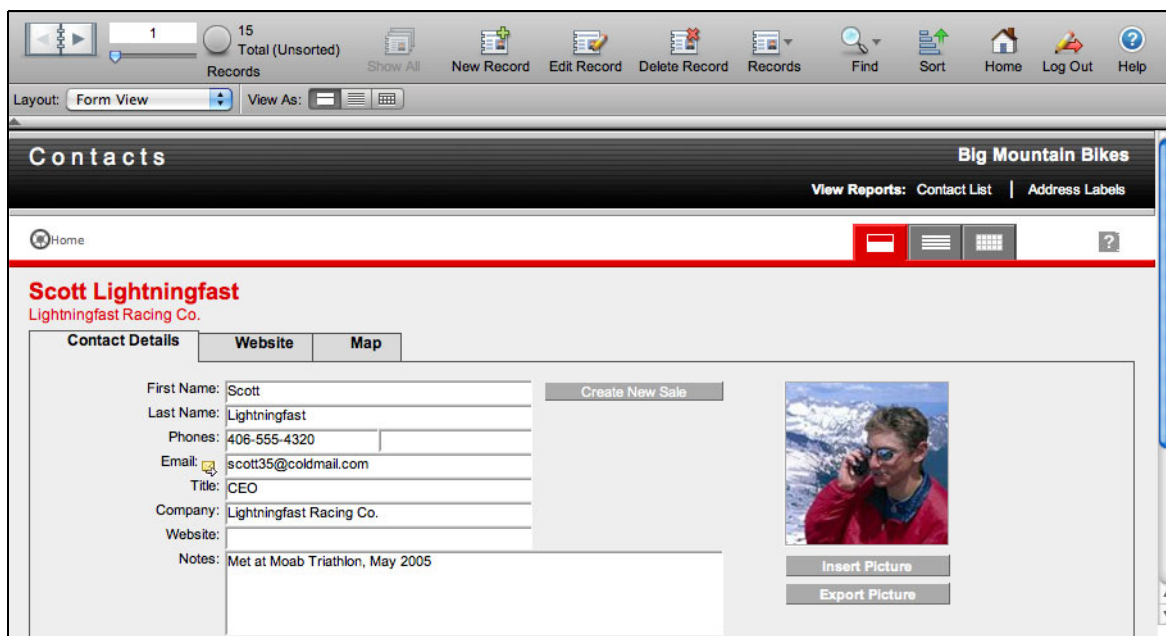 1
15
Total (Unsorted)
Records
Show All
New Record
Edit Record
Delete Record
Records
Find
Sort
Home
Log Out
Help
Layout: Form View
View As:
Contacts
Big Mountain Bikes
View Reports: Contact List | Address Labels
Home
?
Scott Lightningfast
Lightningfast Racing Co.
Contact Details
Website
Map
First Name: Scott
Create New Sale
Last Name: Lightningfast
Phones: 406-555-4320
Email: scott35@coldmail.com
Title: CEO
Company: Lightningfast Racing Co.
Website:
Notes: Met at Moab Triathlon, May 2005
Insert Picture
Export Picture